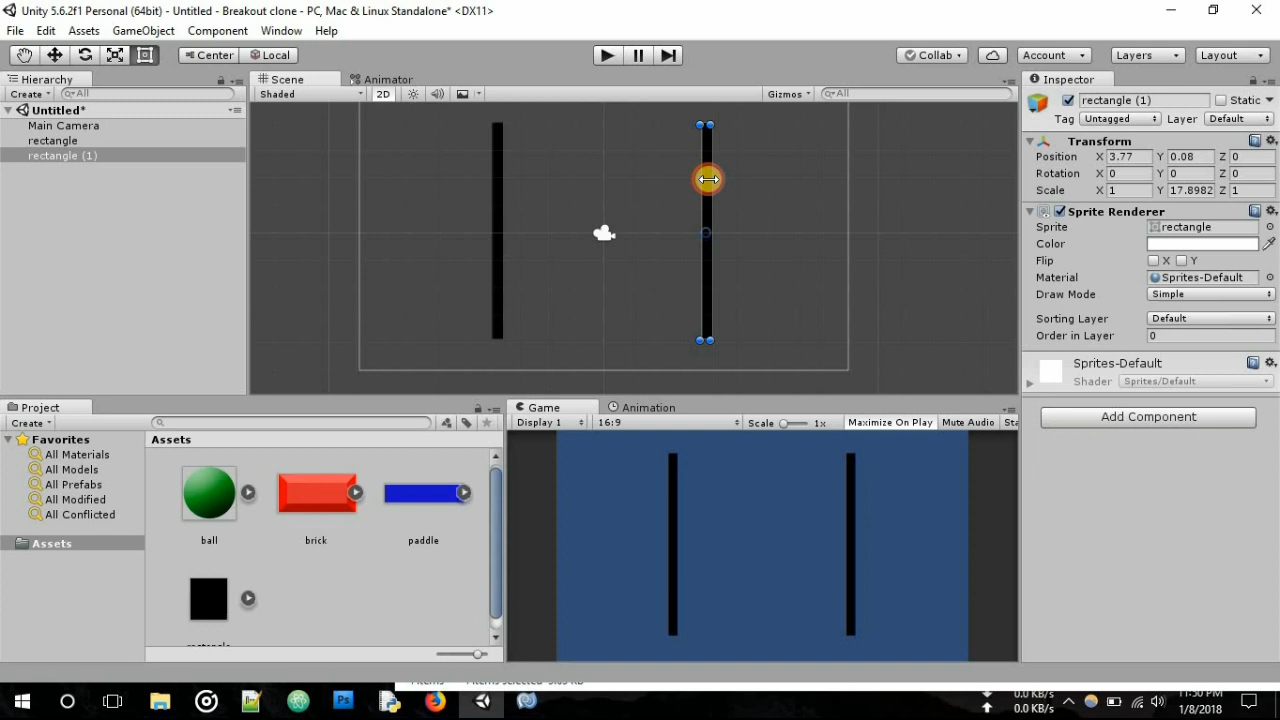 Unity 5.6.2f1 Personal (64bit) - Untitled - Breakout clone - PC, Mac & Linux Standalone* <DX11>
File Edit Assets GameObject Component Window Help
Center Local Collab Account Layers Layout
Hierarchy
Create All
Untitled*
Main Camera
rectangle
rectangle (1)
Scene Animator
Shaded 2D Gizmos All
Inspector
rectangle (1) Static
Tag Untagged Layer Default
Transform
Position X 3.77 Y 0.08 Z 0
Rotation X 0 Y 0 Z 0
Scale X 1 Y 17.8982 Z 1
Sprite Renderer
Sprite rectangle
Color
Flip X Y
Material Sprites-Default
Draw Mode Simple
Sorting Layer Default
Order in Layer 0
Sprites-Default
Shader Sprites/Default
Add Component
Project
Create
Favorites
All Materials
All Models
All Prefabs
All Modified
All Conflicted
Assets
Assets
ball brick paddle
Game Animation
Display 1 16:9 Scale 1x Maximize On Play Mute Audio Sta
Ps
0.0 KB/s
0.0 KB/s
11:50 PM
1/8/2018